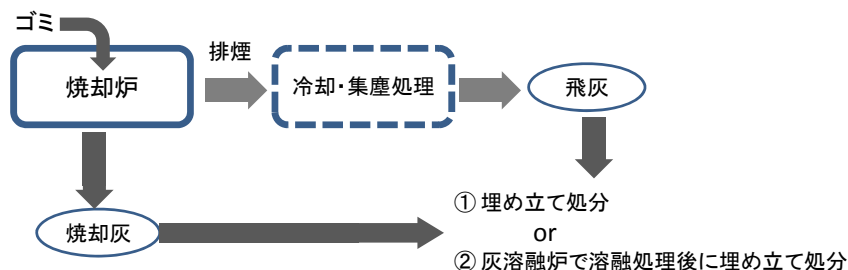 ゴミ
排煙
焼却炉
冷却・集塵処理
飛灰
焼却灰
① 埋め立て処分
or
② 灰溶融炉で溶融処理後に埋め立て処分